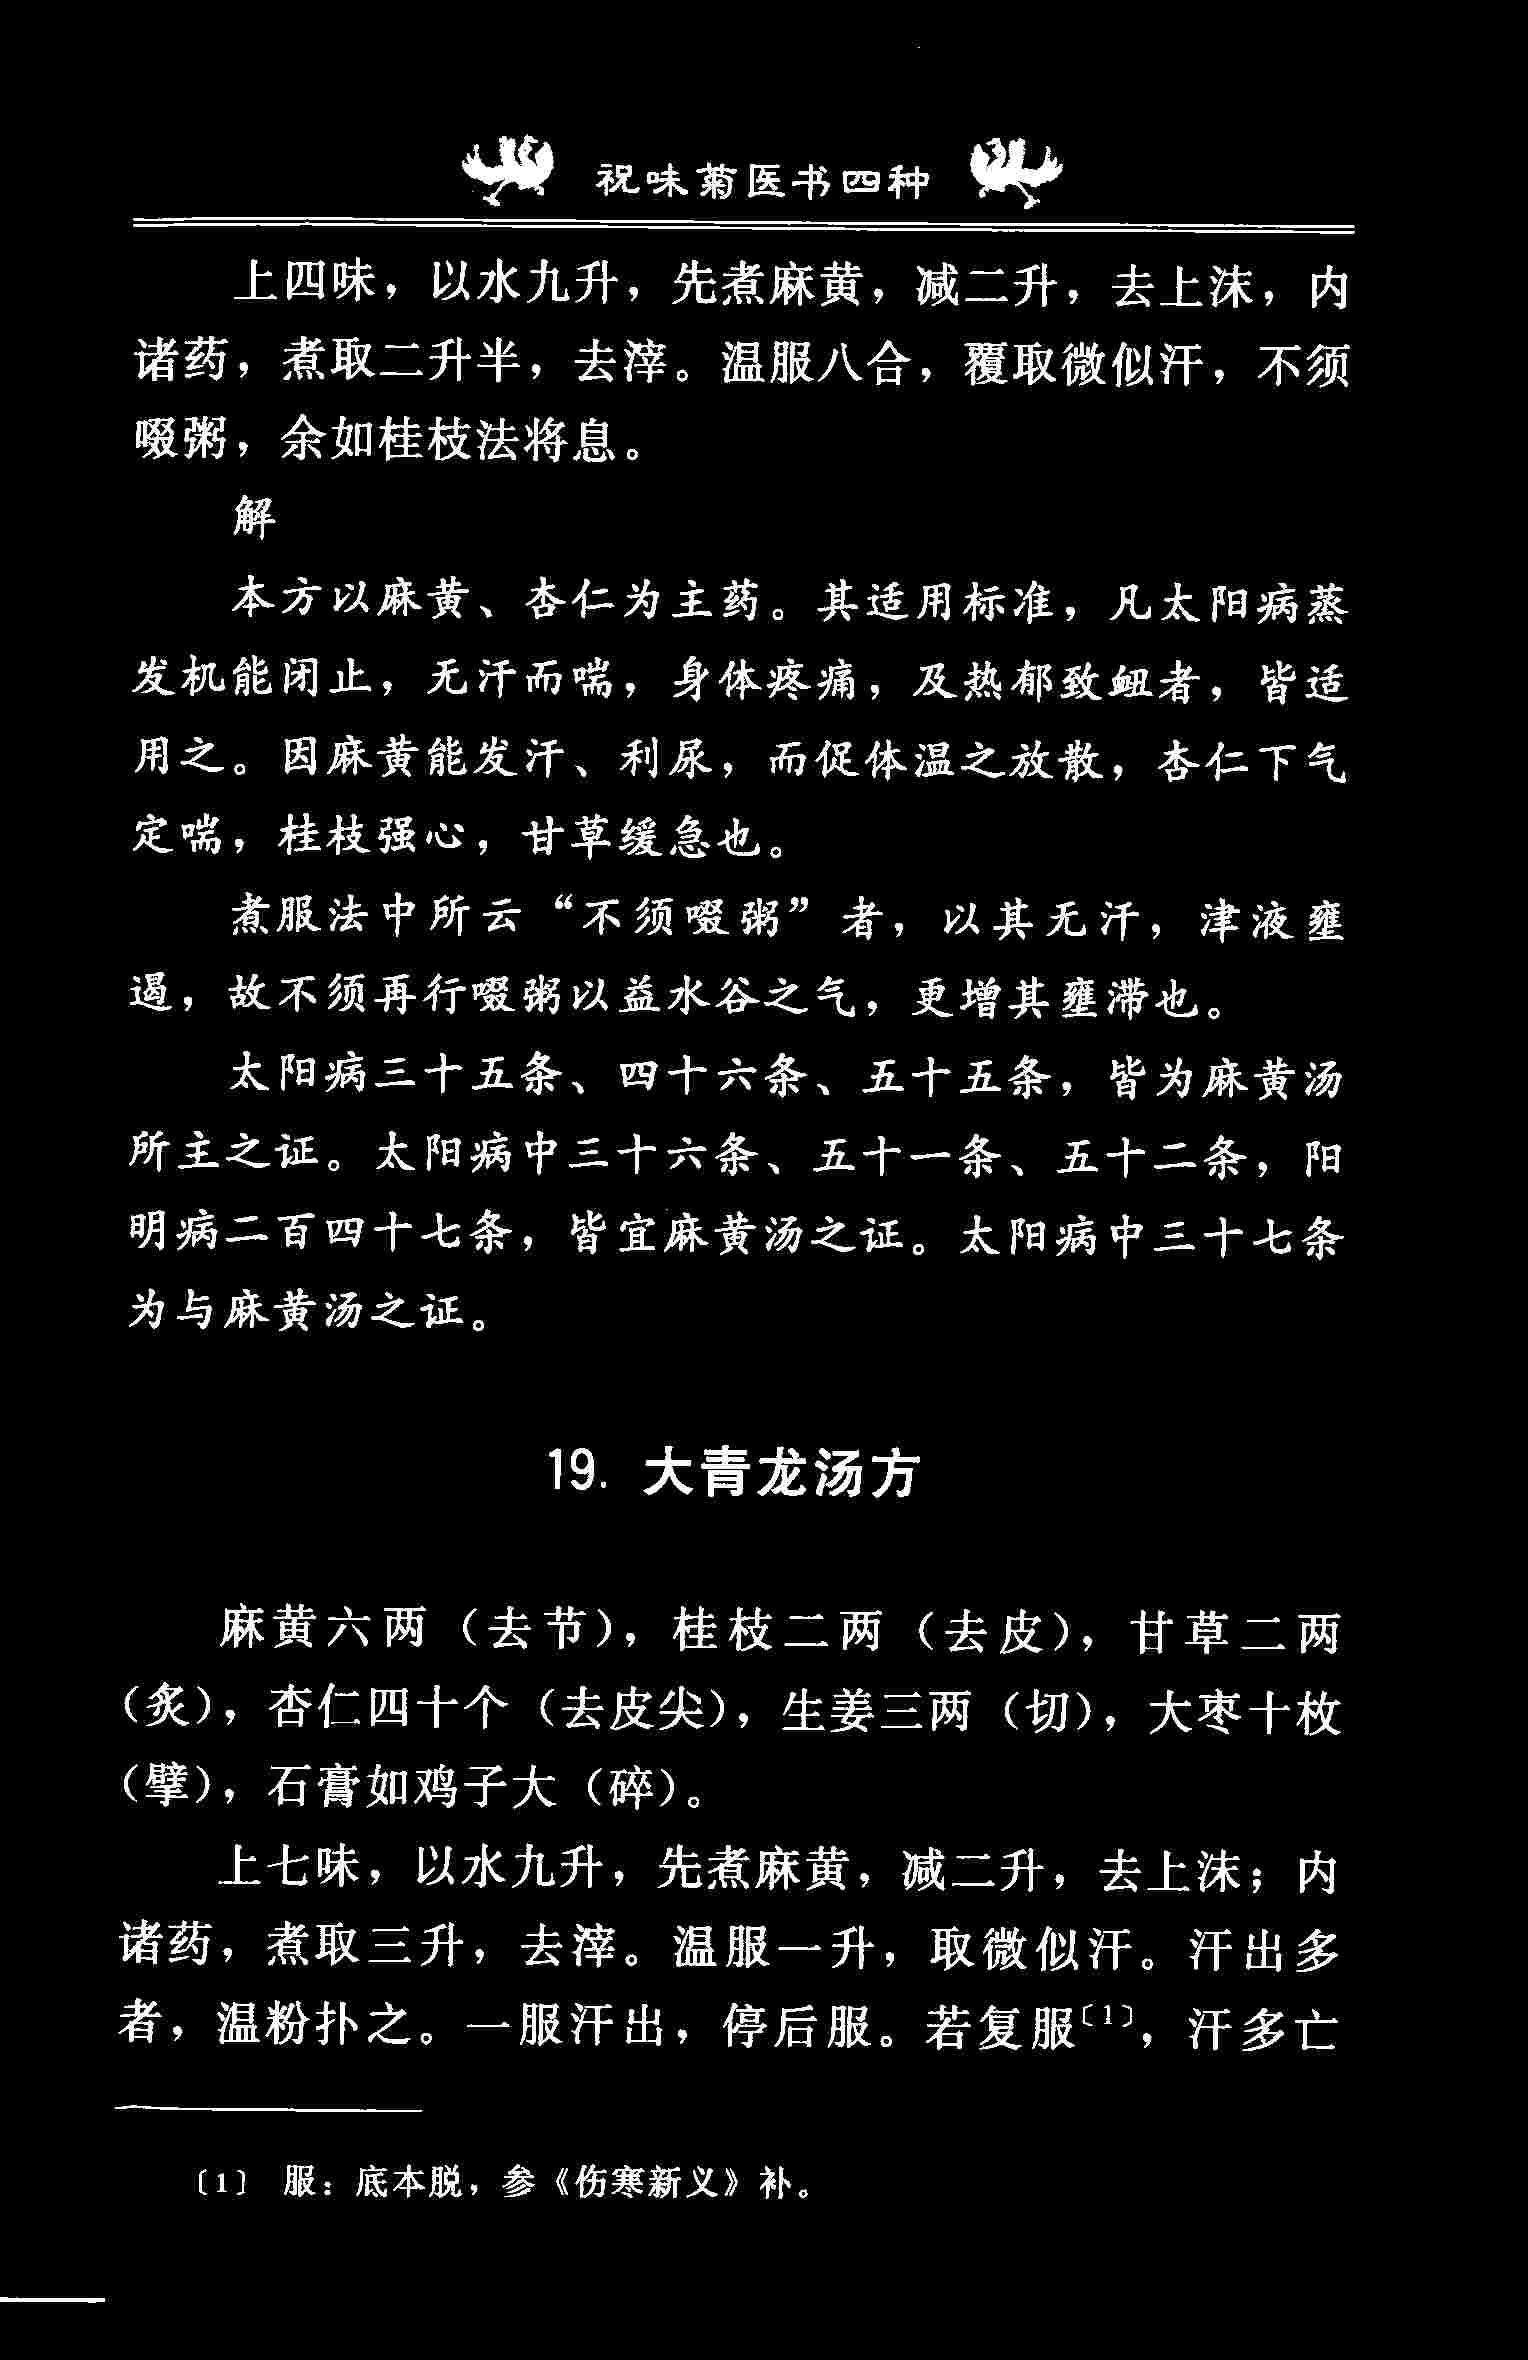 祝味菊医书四种
上四味，以水九升，先煮麻黄，减二升，去上沫，内
诸药，煮取二升半，去滓。温服八合，覆取微似汗，不须
啜粥，余如桂枝法将息。
解
本方以麻黄、杏仁为主药。其适用标准，凡太阳病蒸
发机能闭止，无汗而喘，身体疼痛，及热郁致衄者，皆适
用之。因麻黄能发汗、利尿，而促体温之放散，杏仁下气
定喘，桂枝强心，甘草缓急也。
煮服法中所云“不须啜粥”者，以其无汗，津液壅
遏，故不须再行啜粥以益水谷之气，更增其壅滞也。
太阳病三十五条、四十六条、五十五条，皆为麻黄汤
所主之证。太阳病中三十六条、五十一条、五十二条，阳
明病二百四十七条，皆宜麻黄汤之证。太阳病中三十七条
为与麻黄汤之证。
19. 大青龙汤方
麻黄六两（去节），桂枝二两（去皮），甘草二两
（炙），杏仁四十个（去皮尖），生姜三两（切），大枣十枚
（擘），石膏如鸡子大（碎）。
上七味，以水九升，先煮麻黄，减二升，去上沫；内
诸药，煮取三升，去滓。温服一升，取微似汗。汗出多
者，温粉扑之。一服汗出，停后服。若复服〔1〕，汗多亡
〔1〕 服：底本脱，参《伤寒新义》补。